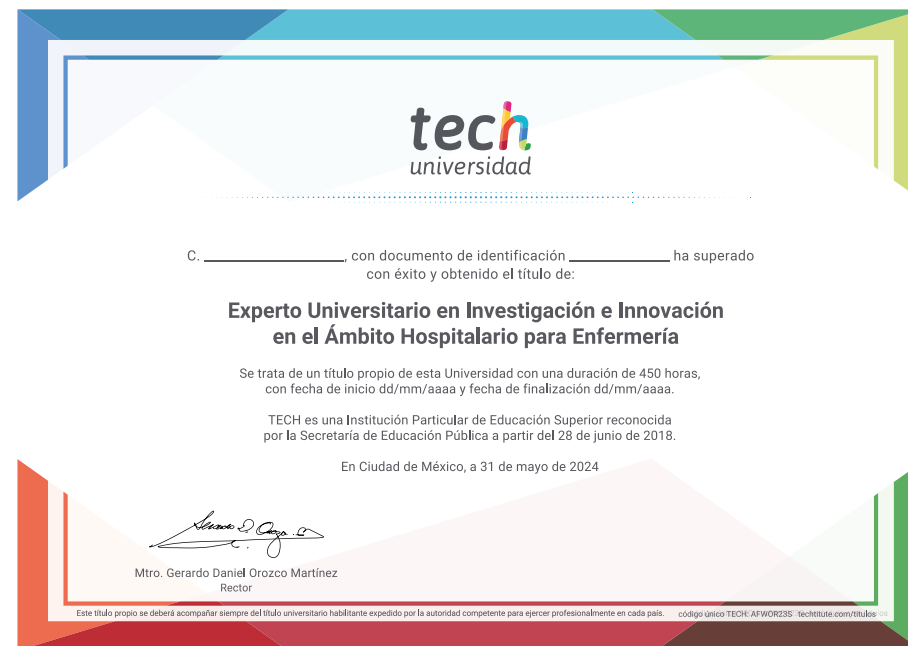 tech
universidad
C. ____________________, con documento de identificación ______________ ha superado
con éxito y obtenido el título de:
Experto Universitario en Investigación e Innovación
en el Ámbito Hospitalario para Enfermería
Se trata de un título propio de esta Universidad con una duración de 450 horas,
con fecha de inicio dd/mm/aaaa y fecha de finalización dd/mm/aaaa.
TECH es una Institución Particular de Educación Superior reconocida
por la Secretaría de Educación Pública a partir del 28 de junio de 2018.
En Ciudad de México, a 31 de mayo de 2024
Mtro. Gerardo Daniel Orozco Martínez
Rector
Este título propio se deberá acompañar siempre del título universitario habilitante expedido por la autoridad competente para ejercer profesionalmente en cada país. código único TECH: AFWOR23S techtitute.com/titulos